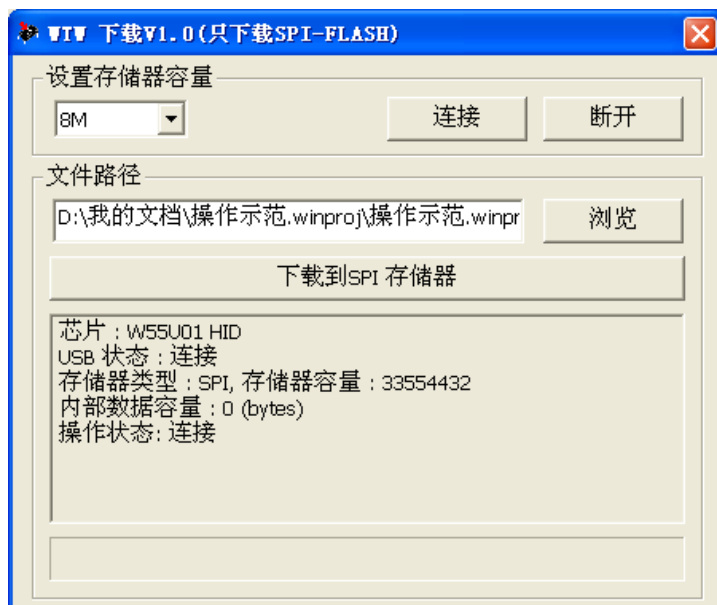 WTW 下载V1.0(只下载SPI-FLASH)
设置存储器容量
8M
连接
断开
文件路径
D:\我的文档\操作示范.winproj\操作示范.winpr
浏览
下载到SPI 存储器
芯片：W55U01 HID
USB 状态：连接
存储器类型：SPI, 存储器容量：33554432
内部数据容量：0 (bytes)
操作状态: 连接